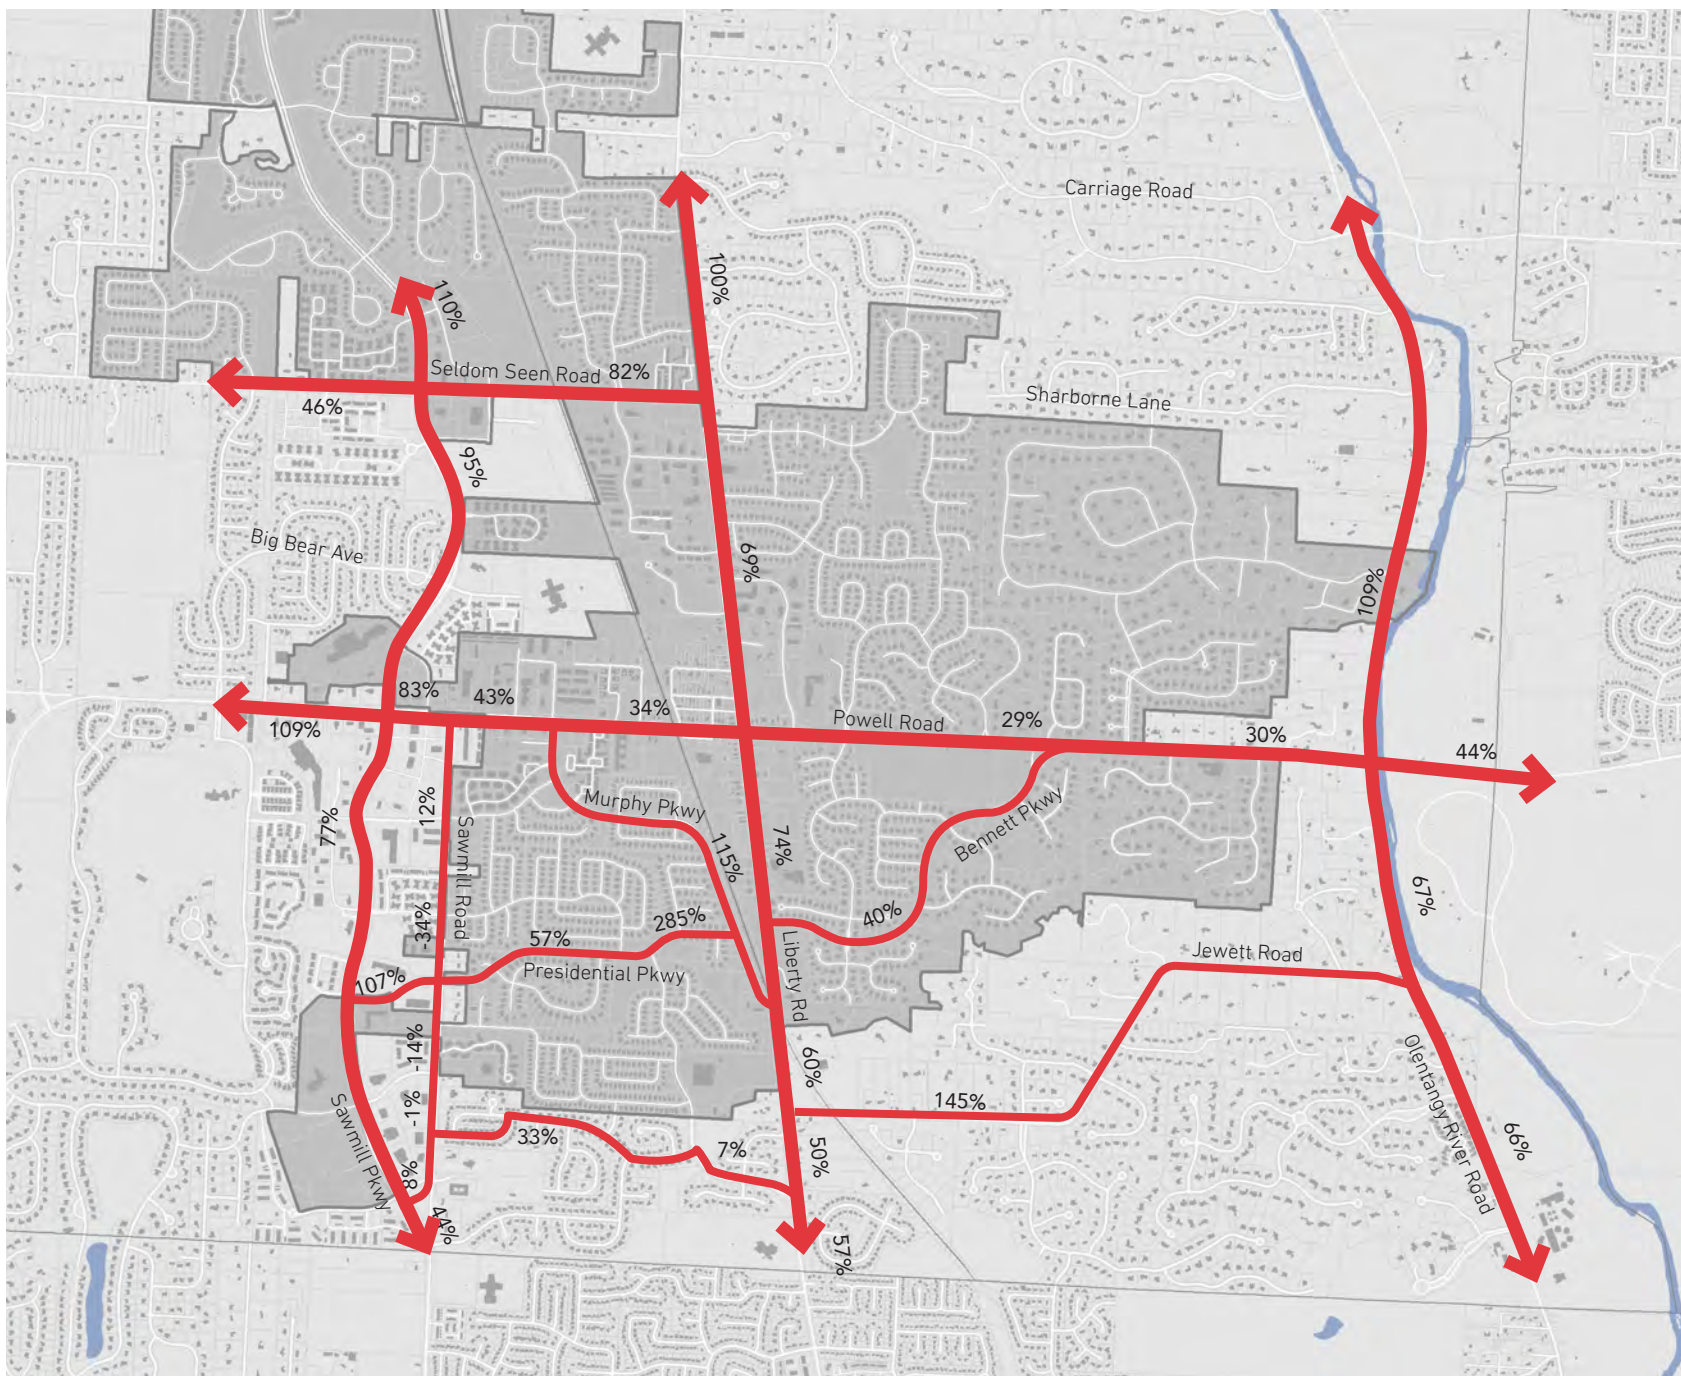 Carriage Road
100%
110%
Seldom Seen Road
82%
46%
Sharborne Lane
95%
Big Bear Ave
69%
109%
83%
43%
34%
Powell Road
29%
30%
44%
109%
77%
12%
Murphy Pkwy
115%
74%
Bennett Pkwy
Sawmill Road
-34%
285%
40%
67%
57%
Presidential Pkwy
107%
Liberty Rd
Jewett Road
-14%
60%
Olentangy River Road
-1%
145%
Sawmill Pkwy
33%
7%
50%
66%
8%
44%
57%